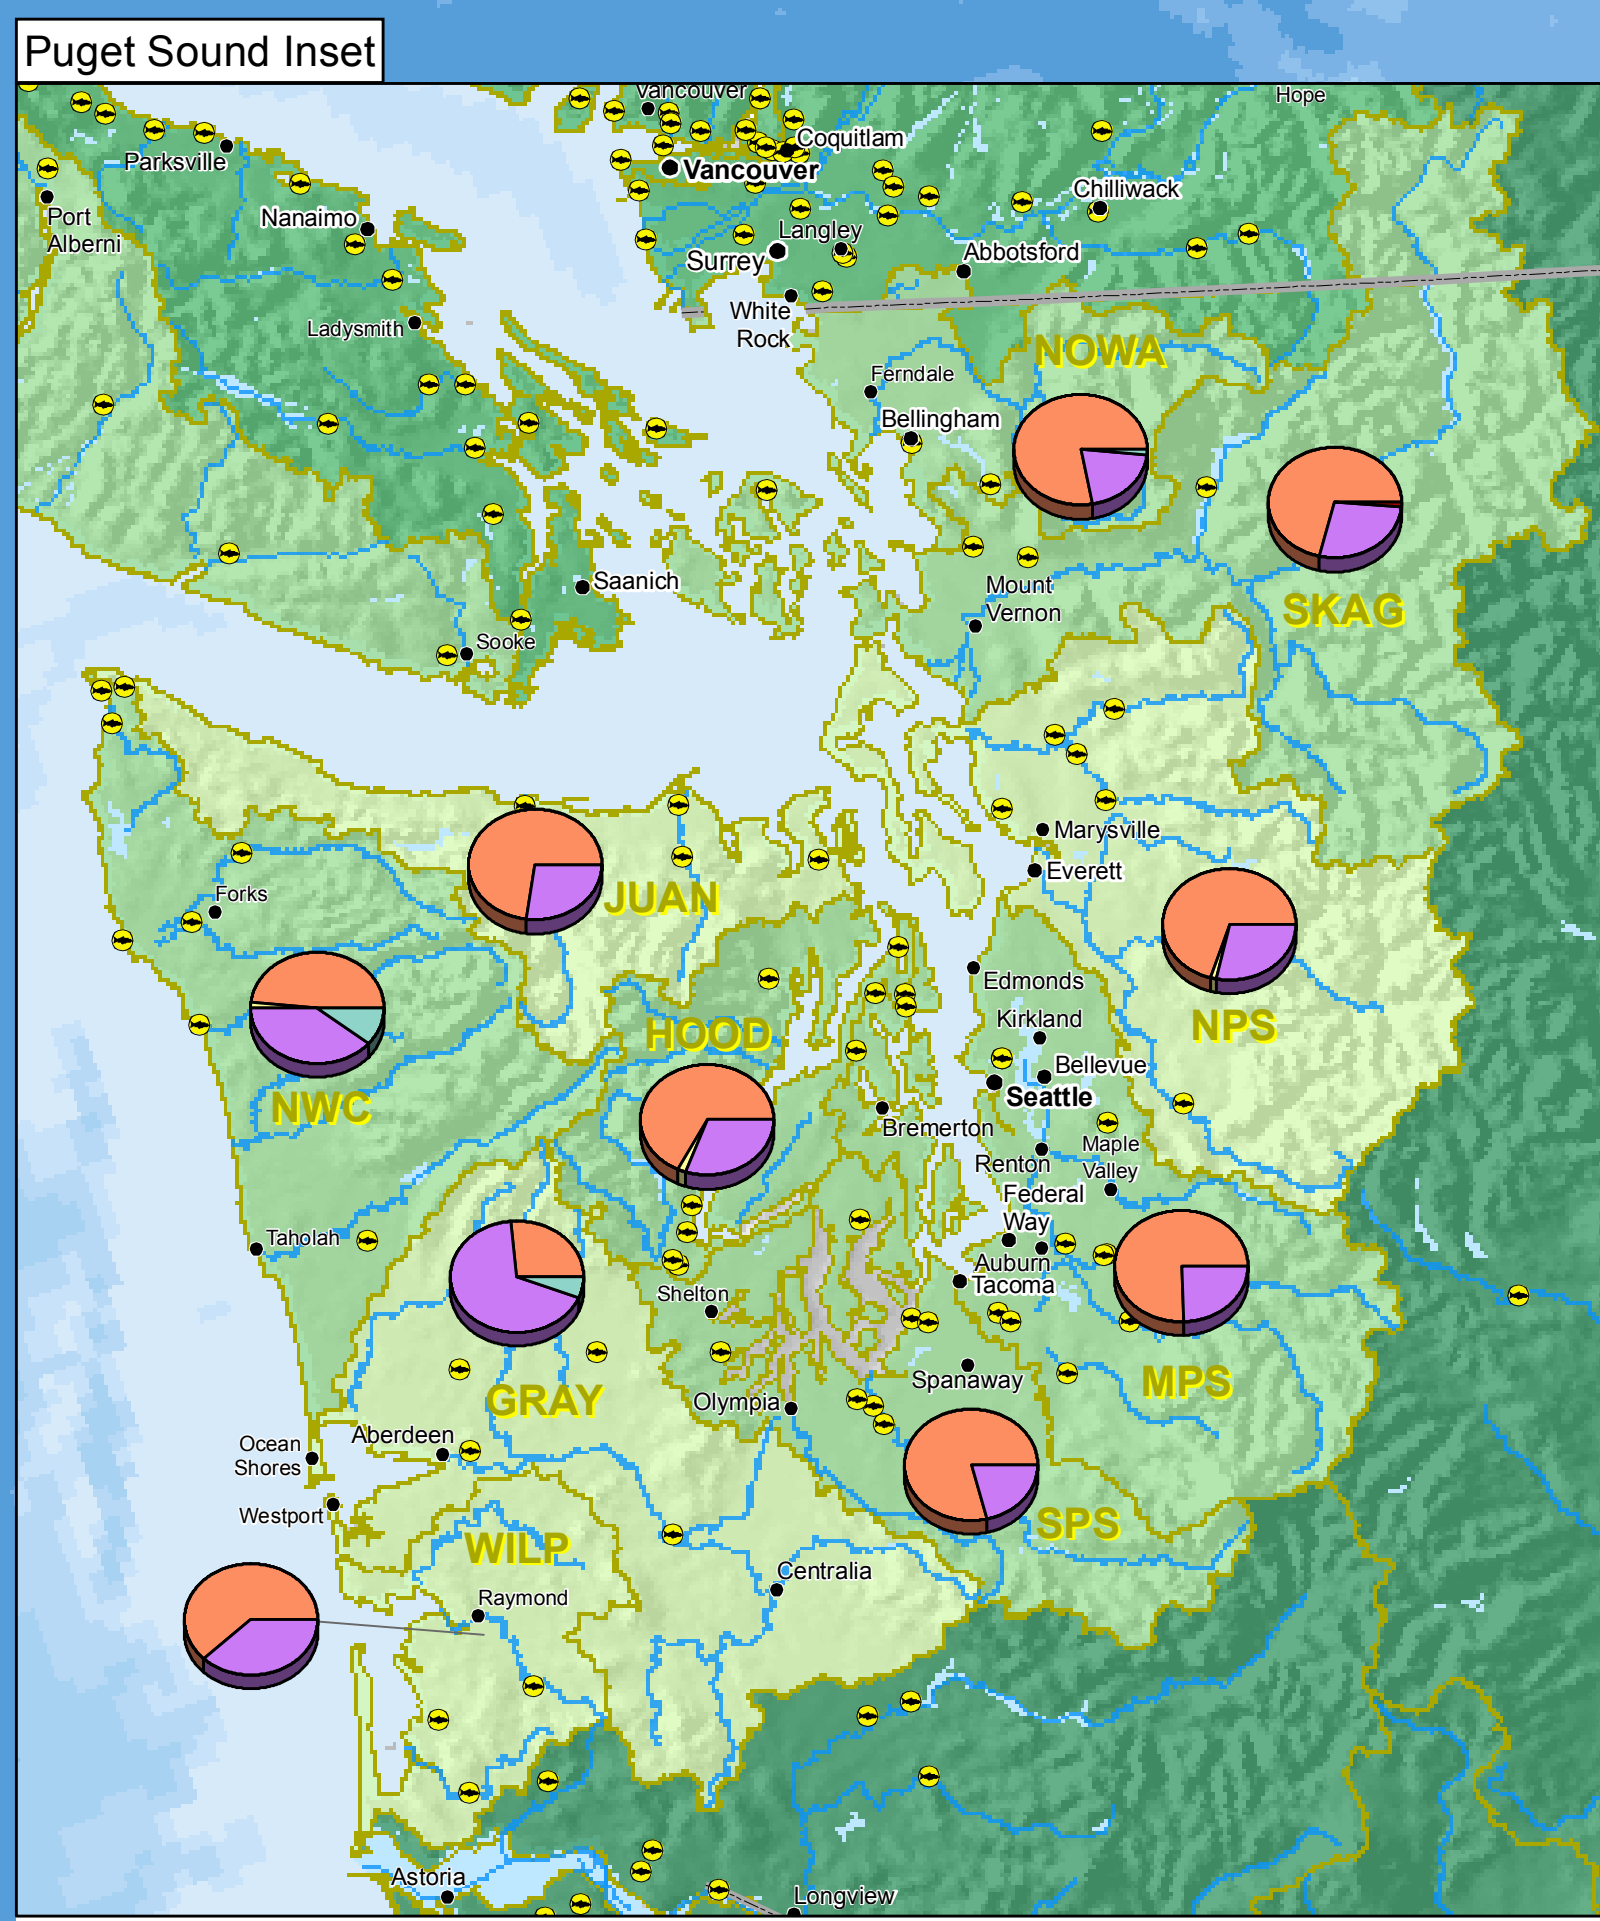 Puget Sound Inset
Vancouver
Hope
Coquitlam
Parksville
Vancouver
Chilliwack
Port
Alberni
Nanaimo
Langley
Surrey
Abbotsford
White
Rock
Ladysmith
NOWA
Ferndale
Bellingham
Saanich
Mount
Vernon
SKAG
Sooke
Marysville
Everett
Forks
JUAN
Edmonds
Kirkland
NPS
HOOD
Bellevue
Seattle
NWC
Bremerton
Maple
Valley
Renton
Federal
Way
Taholah
Auburn
Tacoma
Shelton
Spanaway
MPS
GRAY
Olympia
Aberdeen
Ocean
Shores
Westport
SPS
WILP
Centralia
Raymond
Astoria
Longview